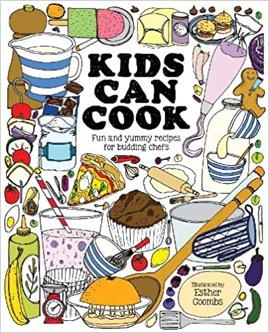 KIDS
CAN
COOK
Fun and yummy recipes
for budding chefs
Illustrated by
Esther
Coombs